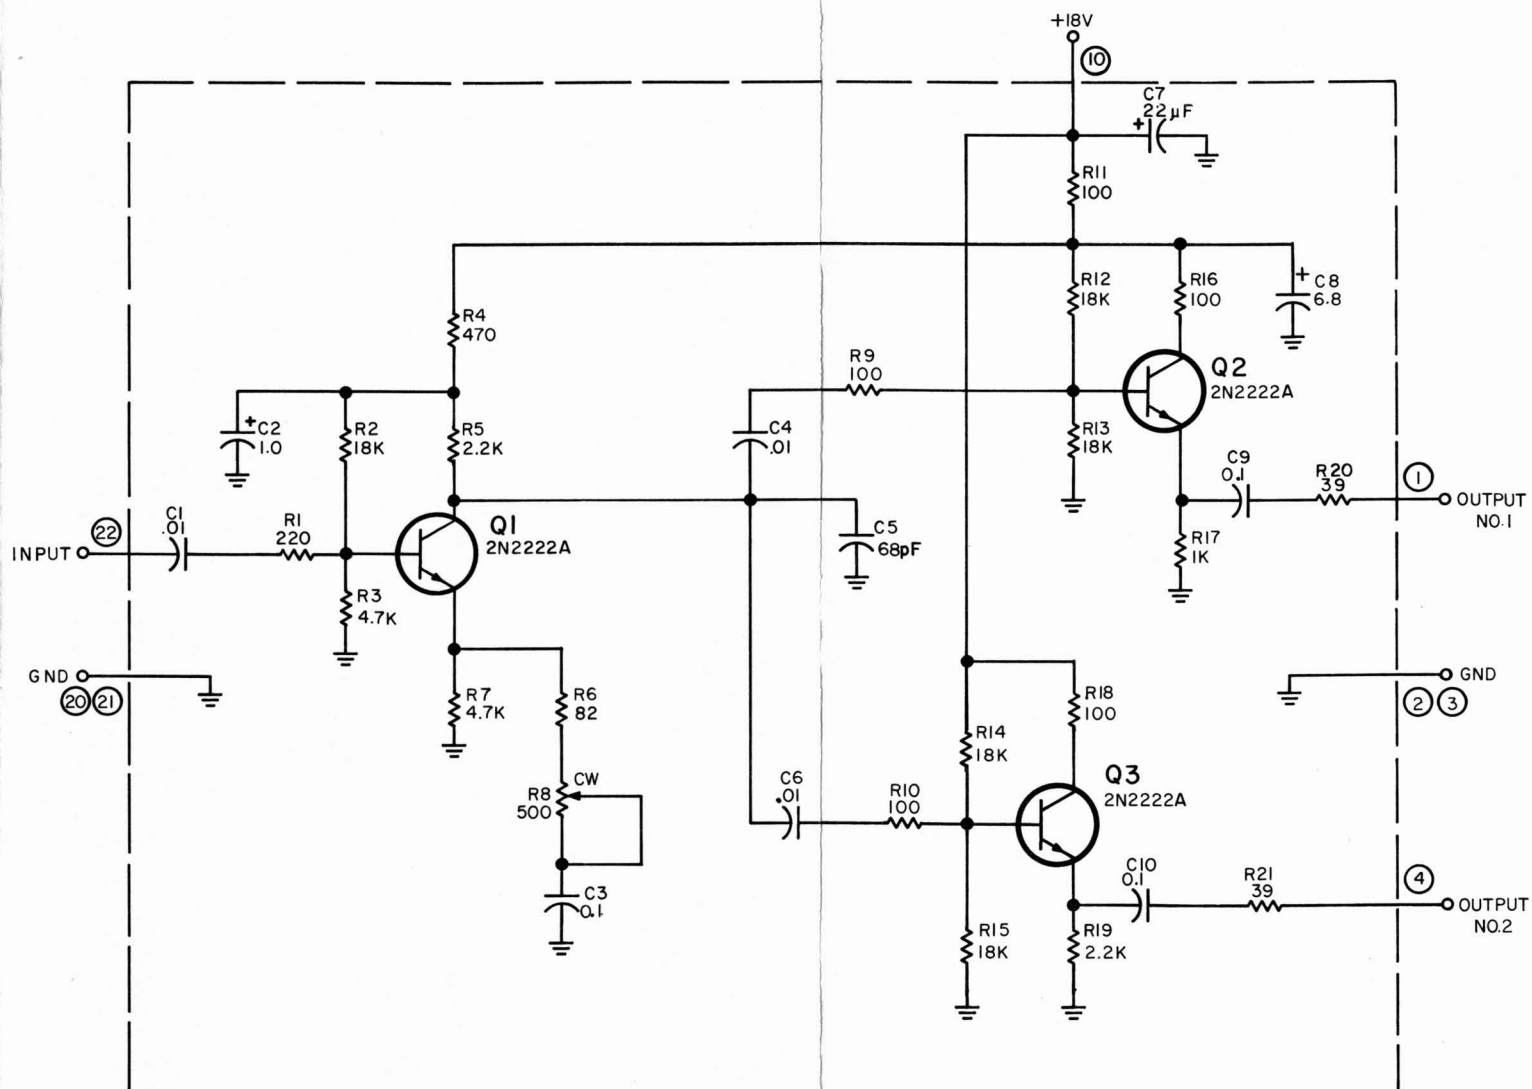 +18V
10
C7
22µF
R11
100
R12
18K
R16
100
+ C8
6.8
R4
470
R9
100
Q2
2N2222A
+ C2
1.0
R2
18K
R5
2.2K
C4
.01
R13
18K
C9
0.1
R20
39
1
OUTPUT
NO.1
22
C1
.01
R1
220
Q1
2N2222A
INPUT
C5
68pF
R17
1K
R3
4.7K
GND
20 21
R7
4.7K
R6
82
R18
100
GND
2 3
R14
18K
CW
R8
500
C6
.01
R10
100
Q3
2N2222A
C3
0.1
C10
0.1
R21
39
4
OUTPUT
NO.2
R15
18K
R19
2.2K